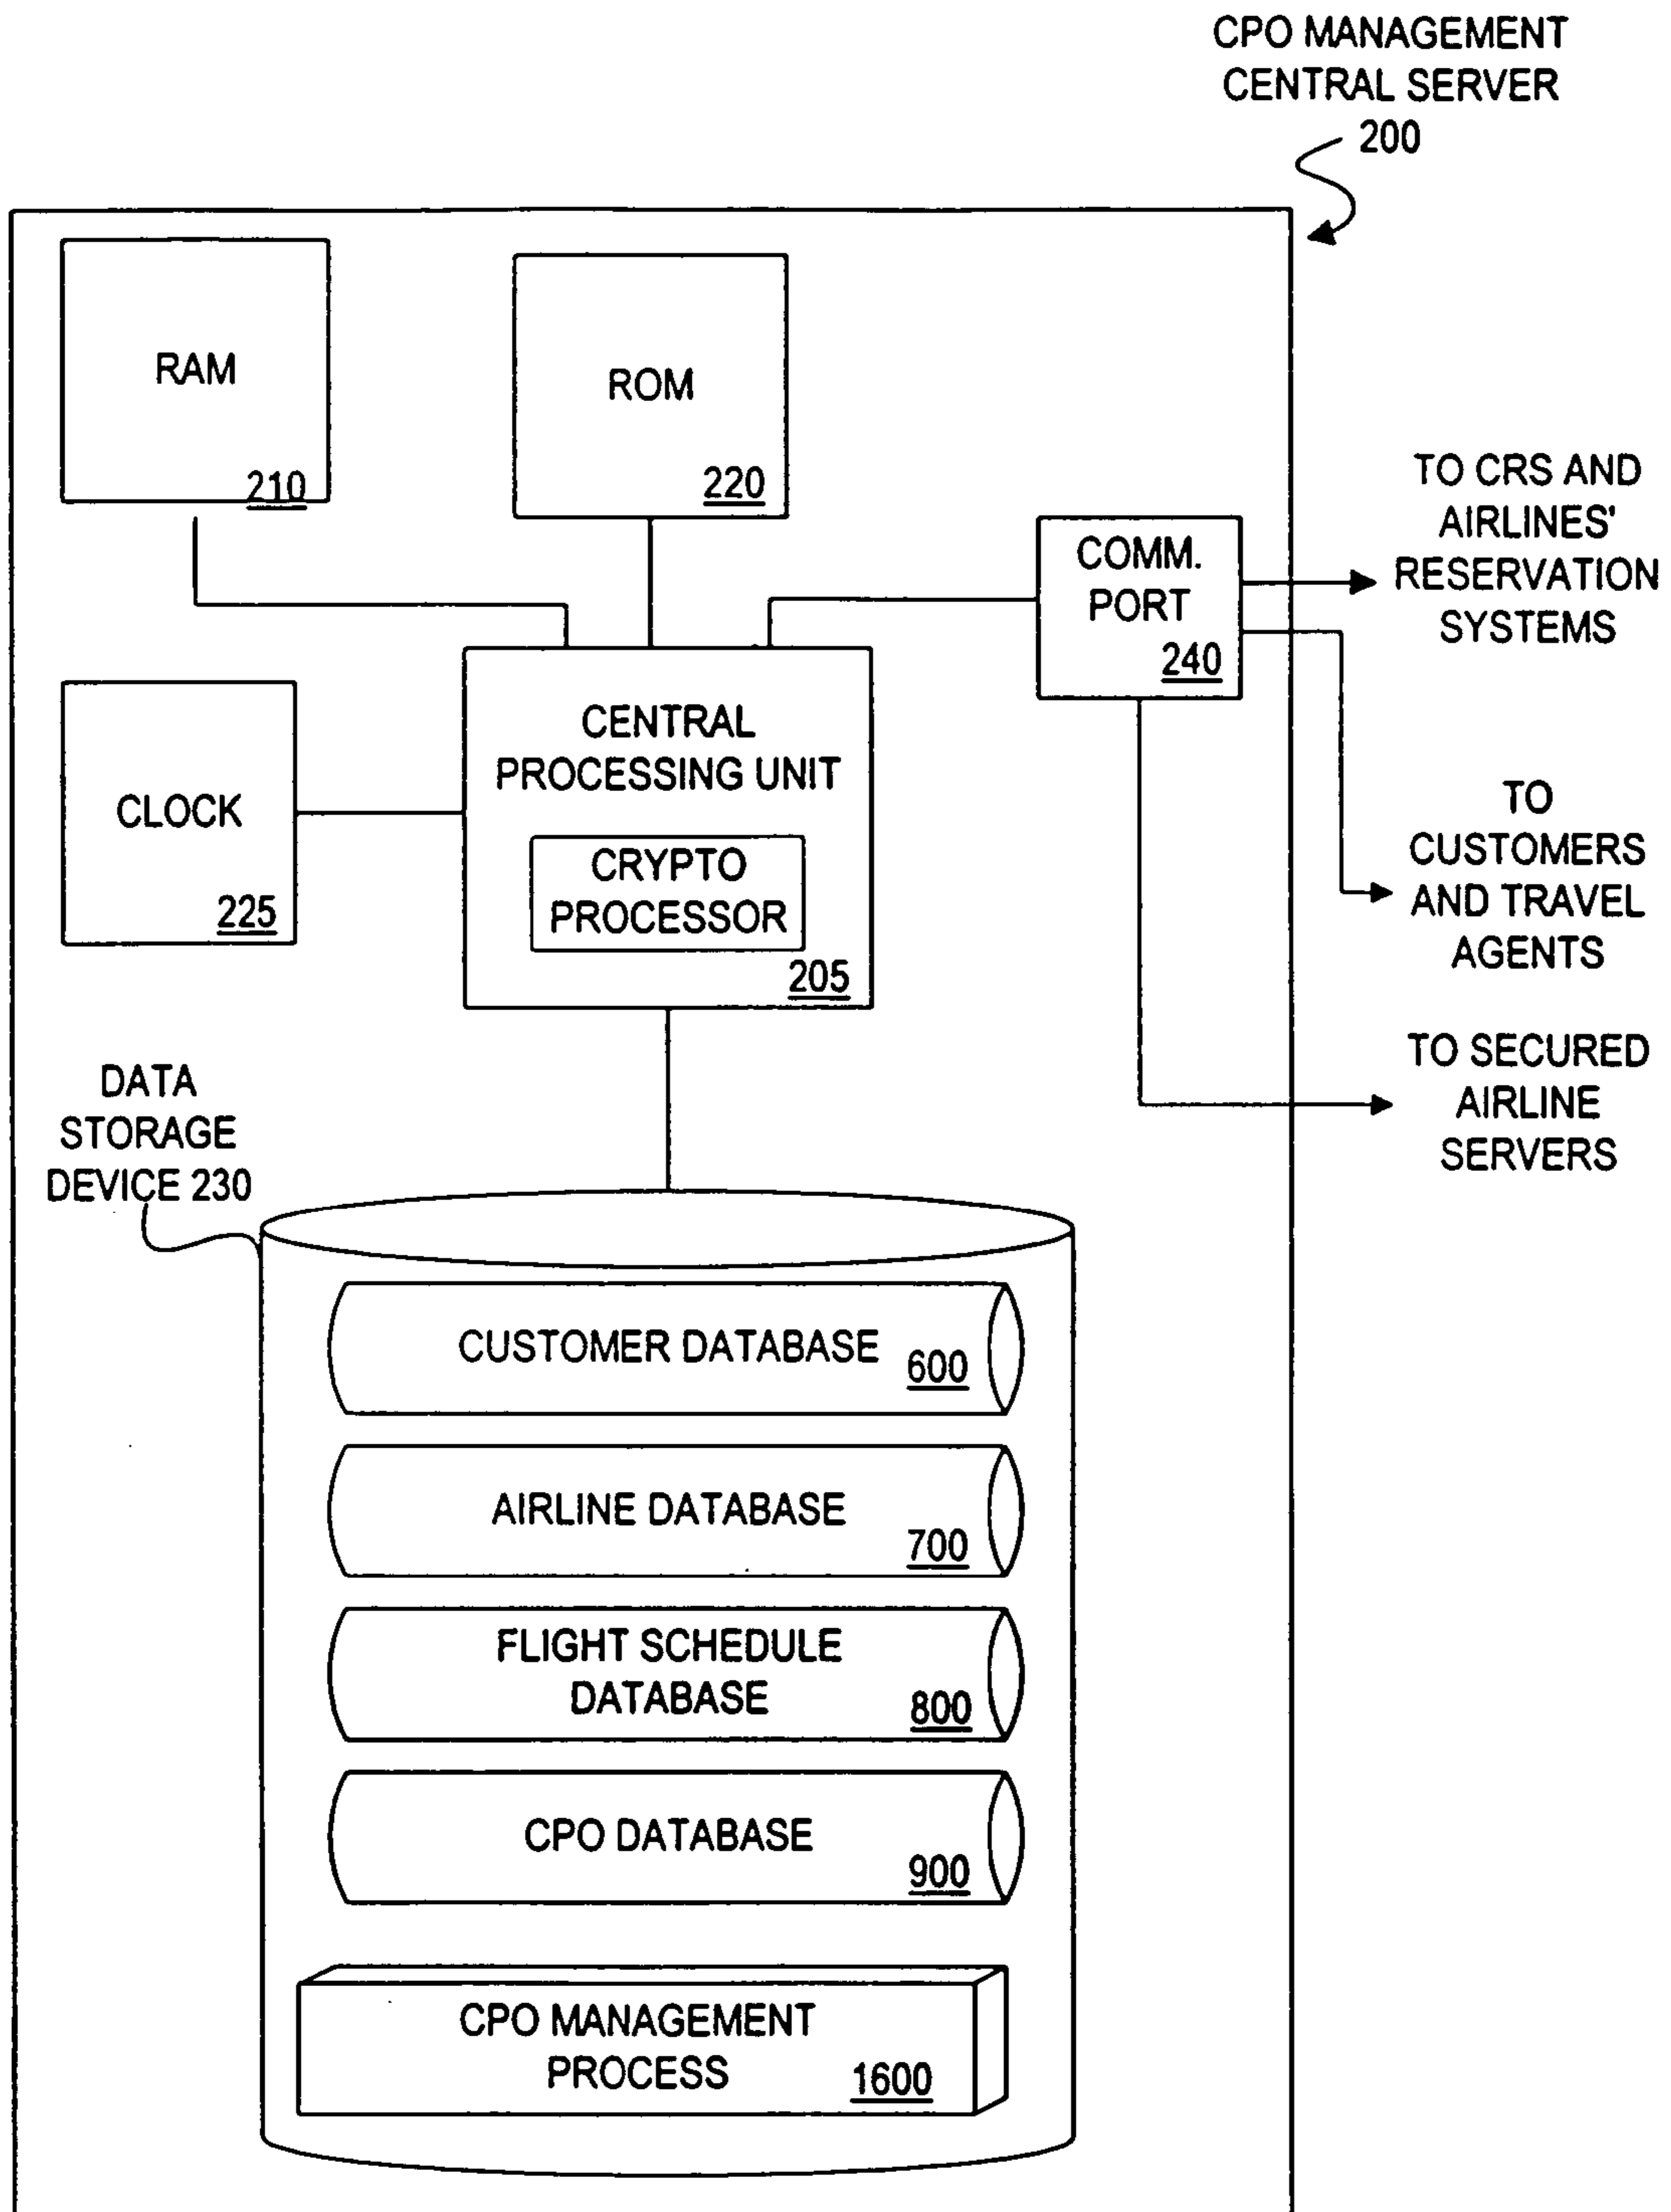 CPO MANAGEMENT
CENTRAL SERVER
200
RAM
210
ROM
220
COMM.
PORT
240
TO CRS AND
AIRLINES'
RESERVATION
SYSTEMS
CLOCK
225
CENTRAL
PROCESSING UNIT
CRYPTO
PROCESSOR
205
TO
CUSTOMERS
AND TRAVEL
AGENTS
TO SECURED
AIRLINE
SERVERS
DATA
STORAGE
DEVICE 230
CUSTOMER DATABASE
600
AIRLINE DATABASE
700
FLIGHT SCHEDULE
DATABASE
800
CPO DATABASE
900
CPO MANAGEMENT
PROCESS
1600